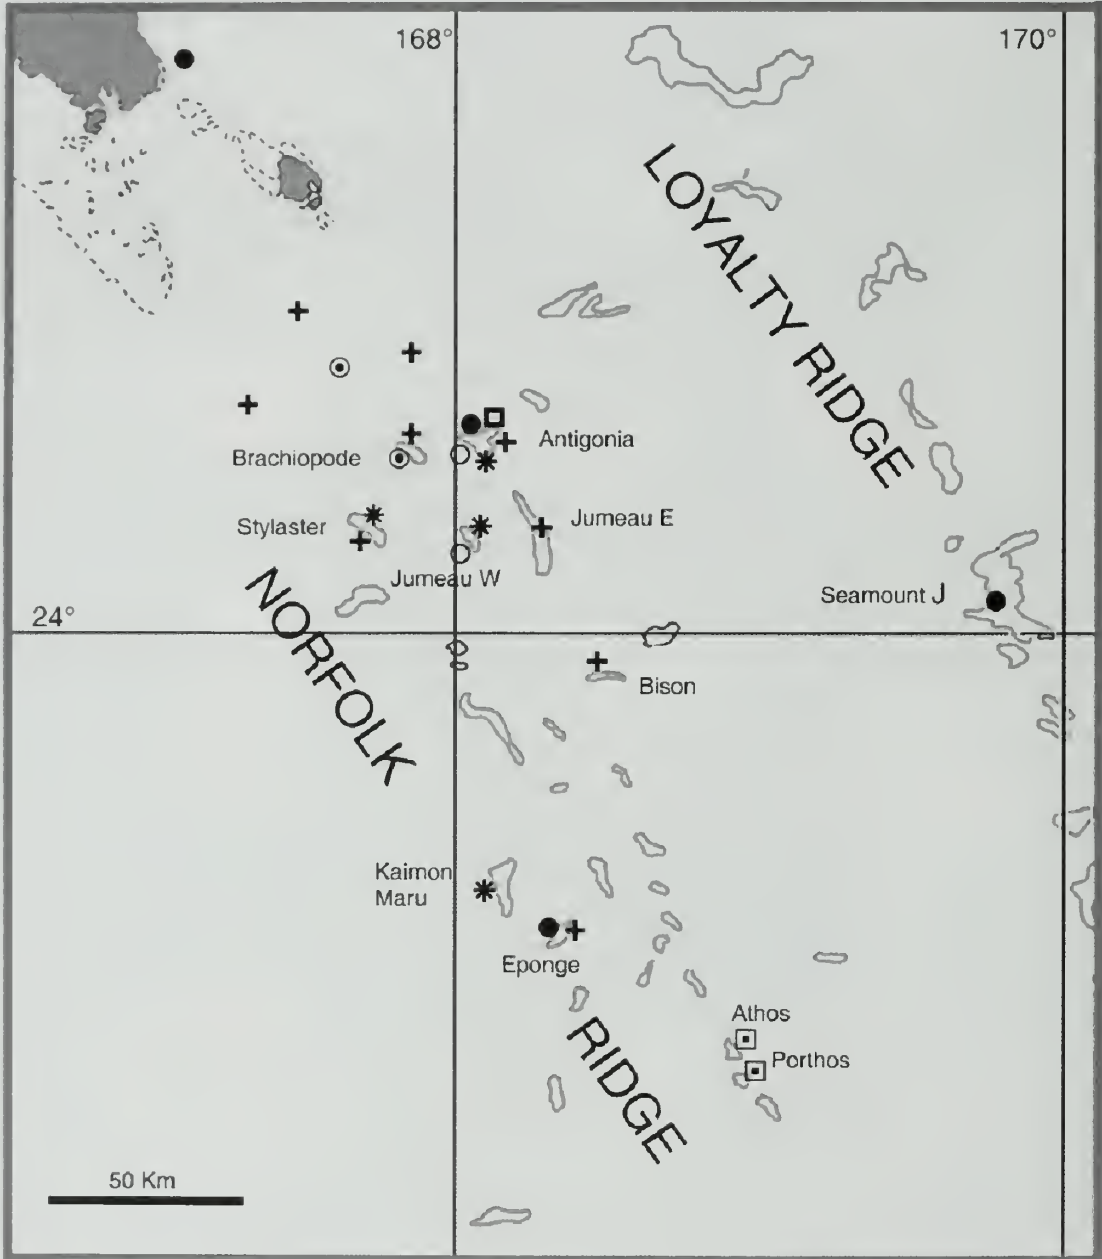 168°
170°
LOYALTY RIDGE
Antigonia
Brachiopode
Jumeau E
Stylaster
Jumeau W
Seamount J
24°
NORFOLK
Bison
Kaimon
Maru
Eponge
Athos
Porthos
RIDGE
50 Km